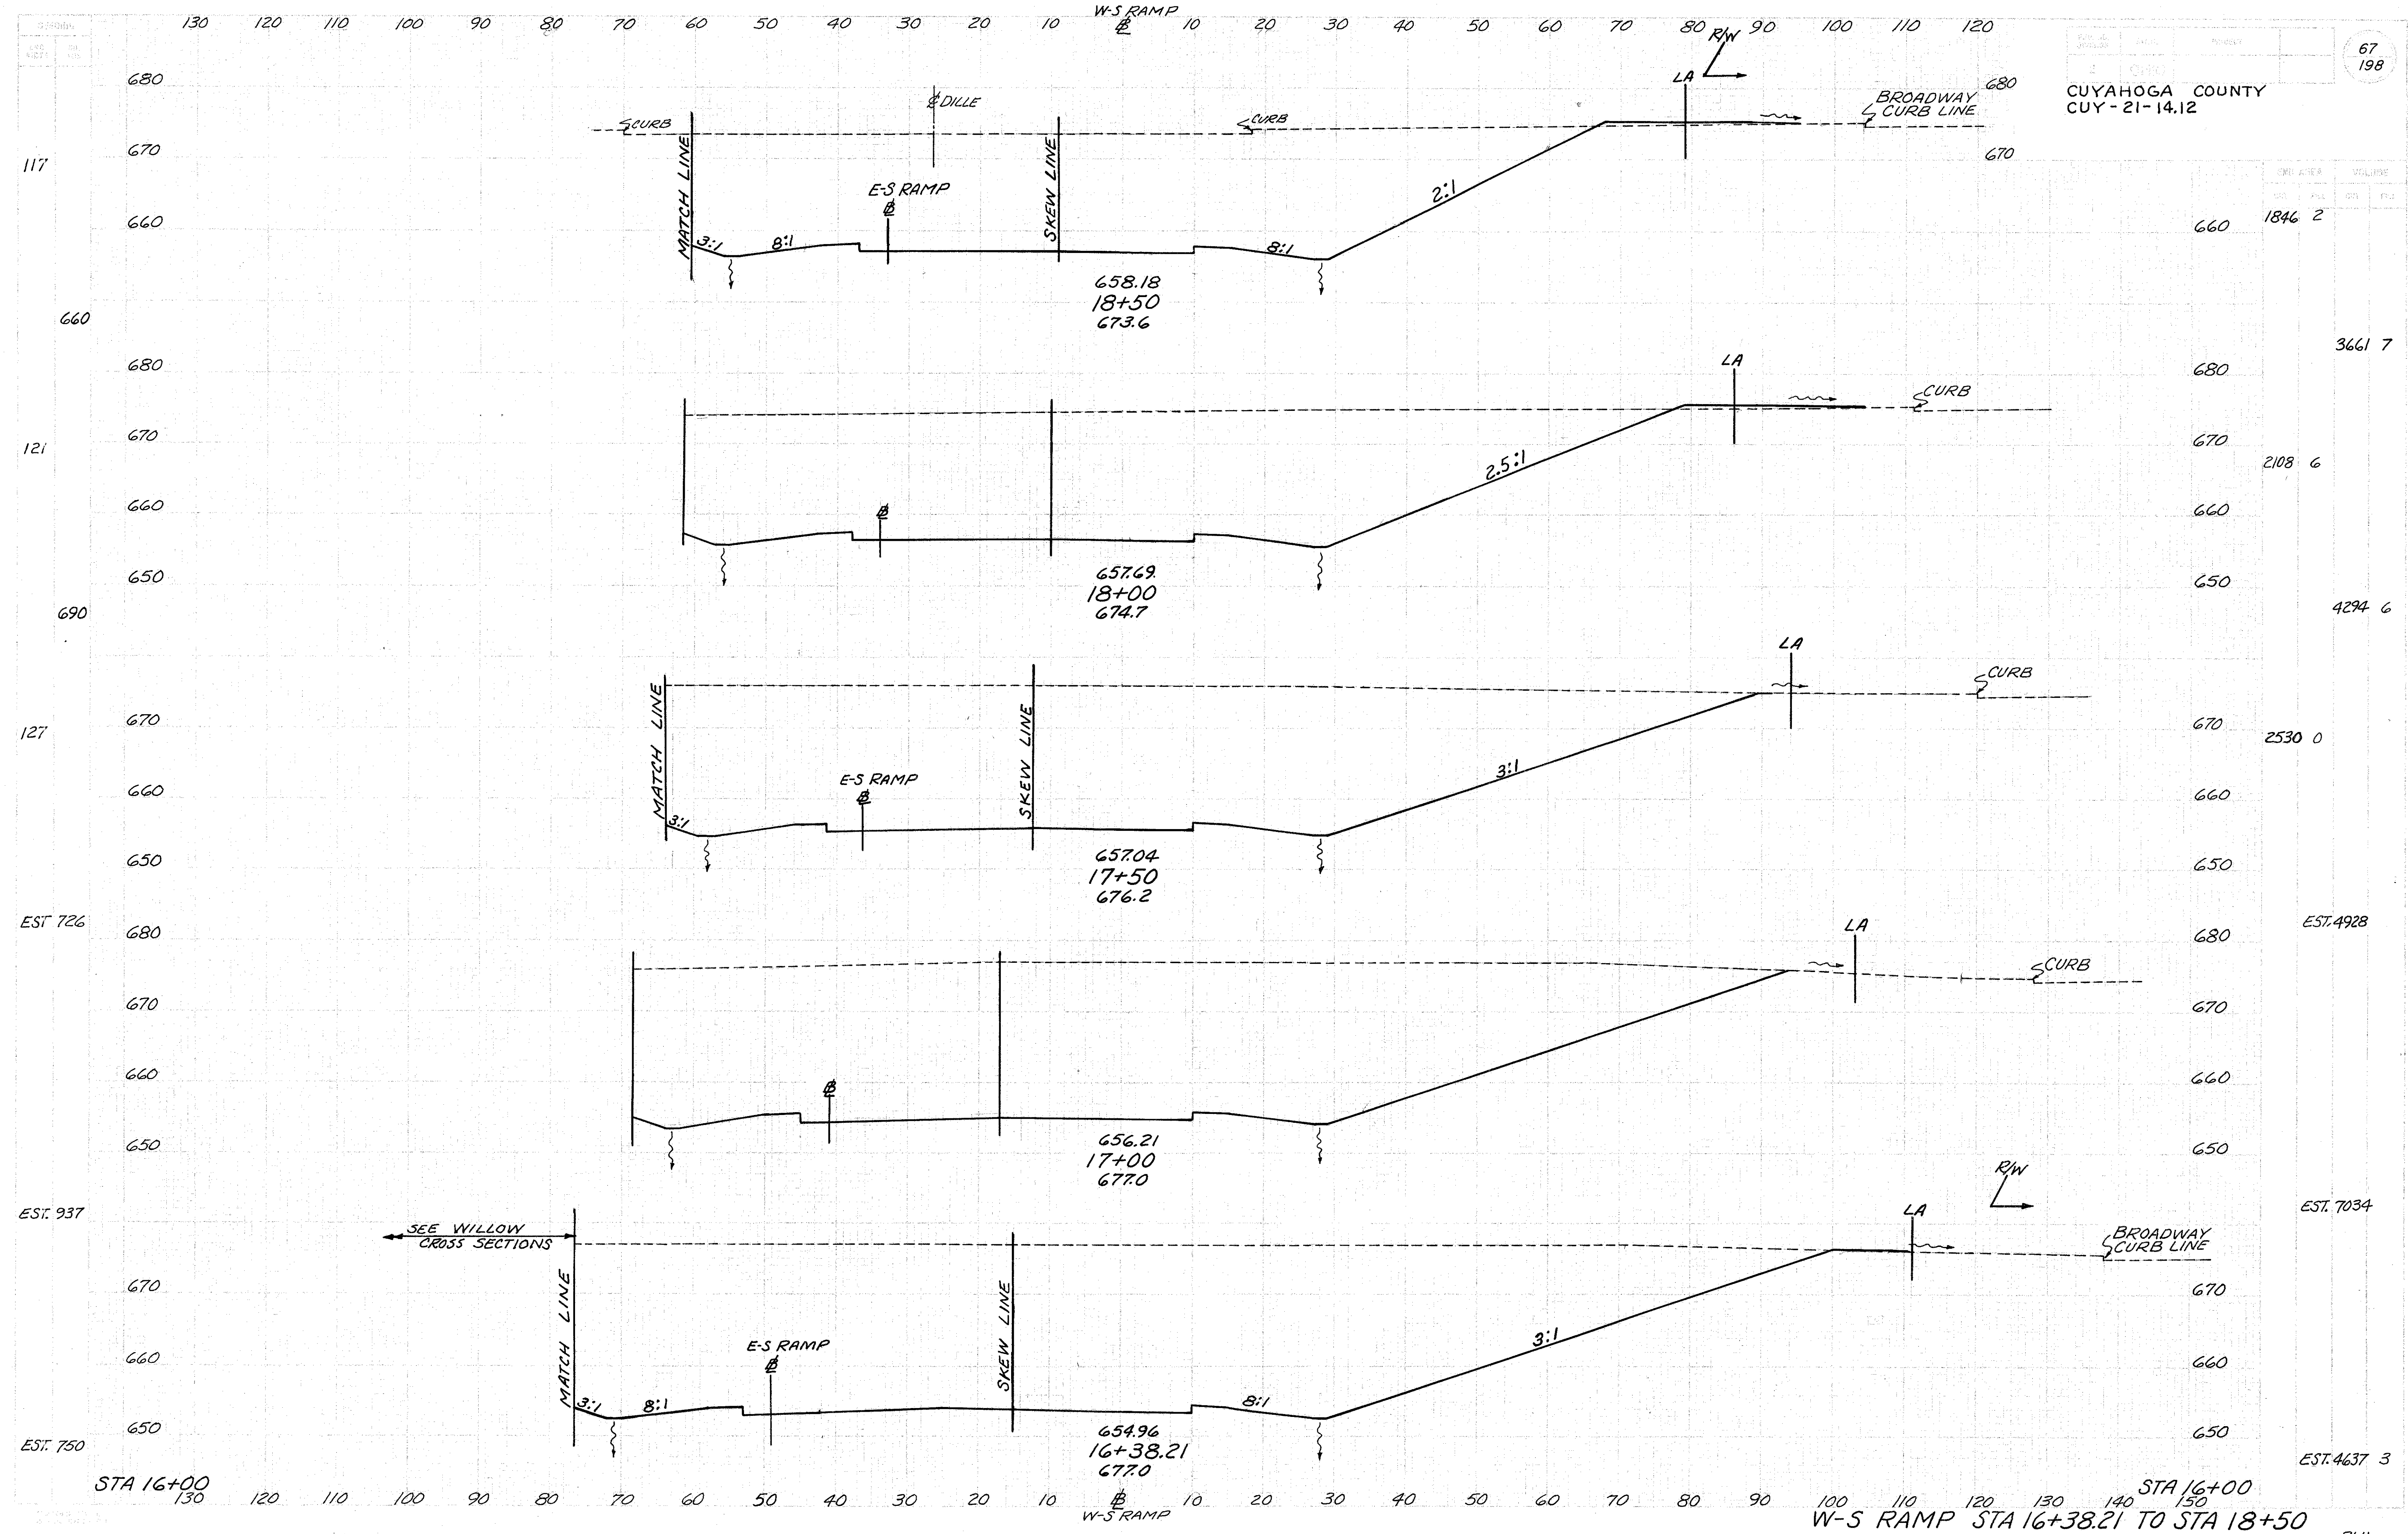 W-S RAMP
130 120 110 100 90 80 70 60 50 40 30 20 10 ℄ 10 20 30 40 50 60 70 80 90 100 110 120
67
198
CUYAHOGA COUNTY
CUY-21-14.12
R/W
LA
680 680
BROADWAY
CURB LINE
℄ DILLE
CURB CURB
670 670
117
MATCH LINE
SKEW LINE
E-S RAMP
2:1
END AREA VOLUME
1846 2
660 660
3:1 8:1 8:1
658.18
18+50
673.6
660
3661 7
LA
680 680
CURB
670 670
121
2.5:1
2108 6
660 660
650 650
657.69
18+00
674.7
690
4294 6
LA
CURB
MATCH LINE
SKEW LINE
670 670
127
2530 0
E-S RAMP
3:1
660 660
3:1
650 650
657.04
17+50
676.2
EST. 726
EST. 4928
LA
680 680
CURB
670 670
660 660
650 650
656.21
17+00
677.0
R/W
EST. 937
EST. 7034
LA
SEE WILLOW
CROSS SECTIONS
BROADWAY
CURB LINE
MATCH LINE
SKEW LINE
670 670
E-S RAMP
3:1
660 660
3:1 8:1 8:1
650 650
654.96
16+38.21
677.0
EST. 750
EST. 4637 3
STA 16+00 STA 16+00
130 120 110 100 90 80 70 60 50 40 30 20 10 10 20 30 40 50 60 70 80 90 100 110 120 130 140 150
W-S RAMP
W-S RAMP STA 16+38.21 TO STA 18+50